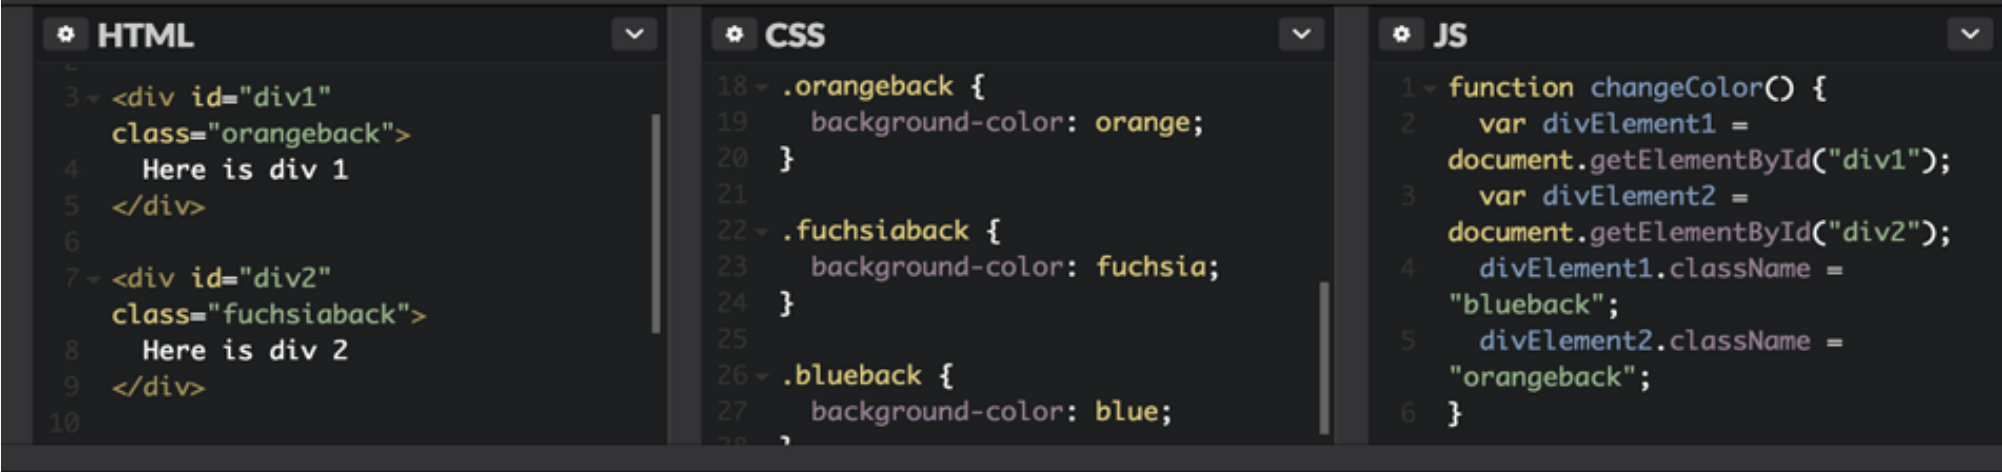 HTML
2
3 <div id="div1"
class="orangeback">
4 Here is div 1
5 </div>
6
7 <div id="div2"
class="fuchsiaback">
8 Here is div 2
9 </div>
10
CSS
18 .orangeback {
19 background-color: orange;
20 }
21
22 .fuchsiaback {
23 background-color: fuchsia;
24 }
25
26 .blueback {
27 background-color: blue;
28 }
JS
1 function changeColor() {
2 var divElement1 =
document.getElementById("div1");
3 var divElement2 =
document.getElementById("div2");
4 divElement1.className =
"blueback";
5 divElement2.className =
"orangeback";
6 }